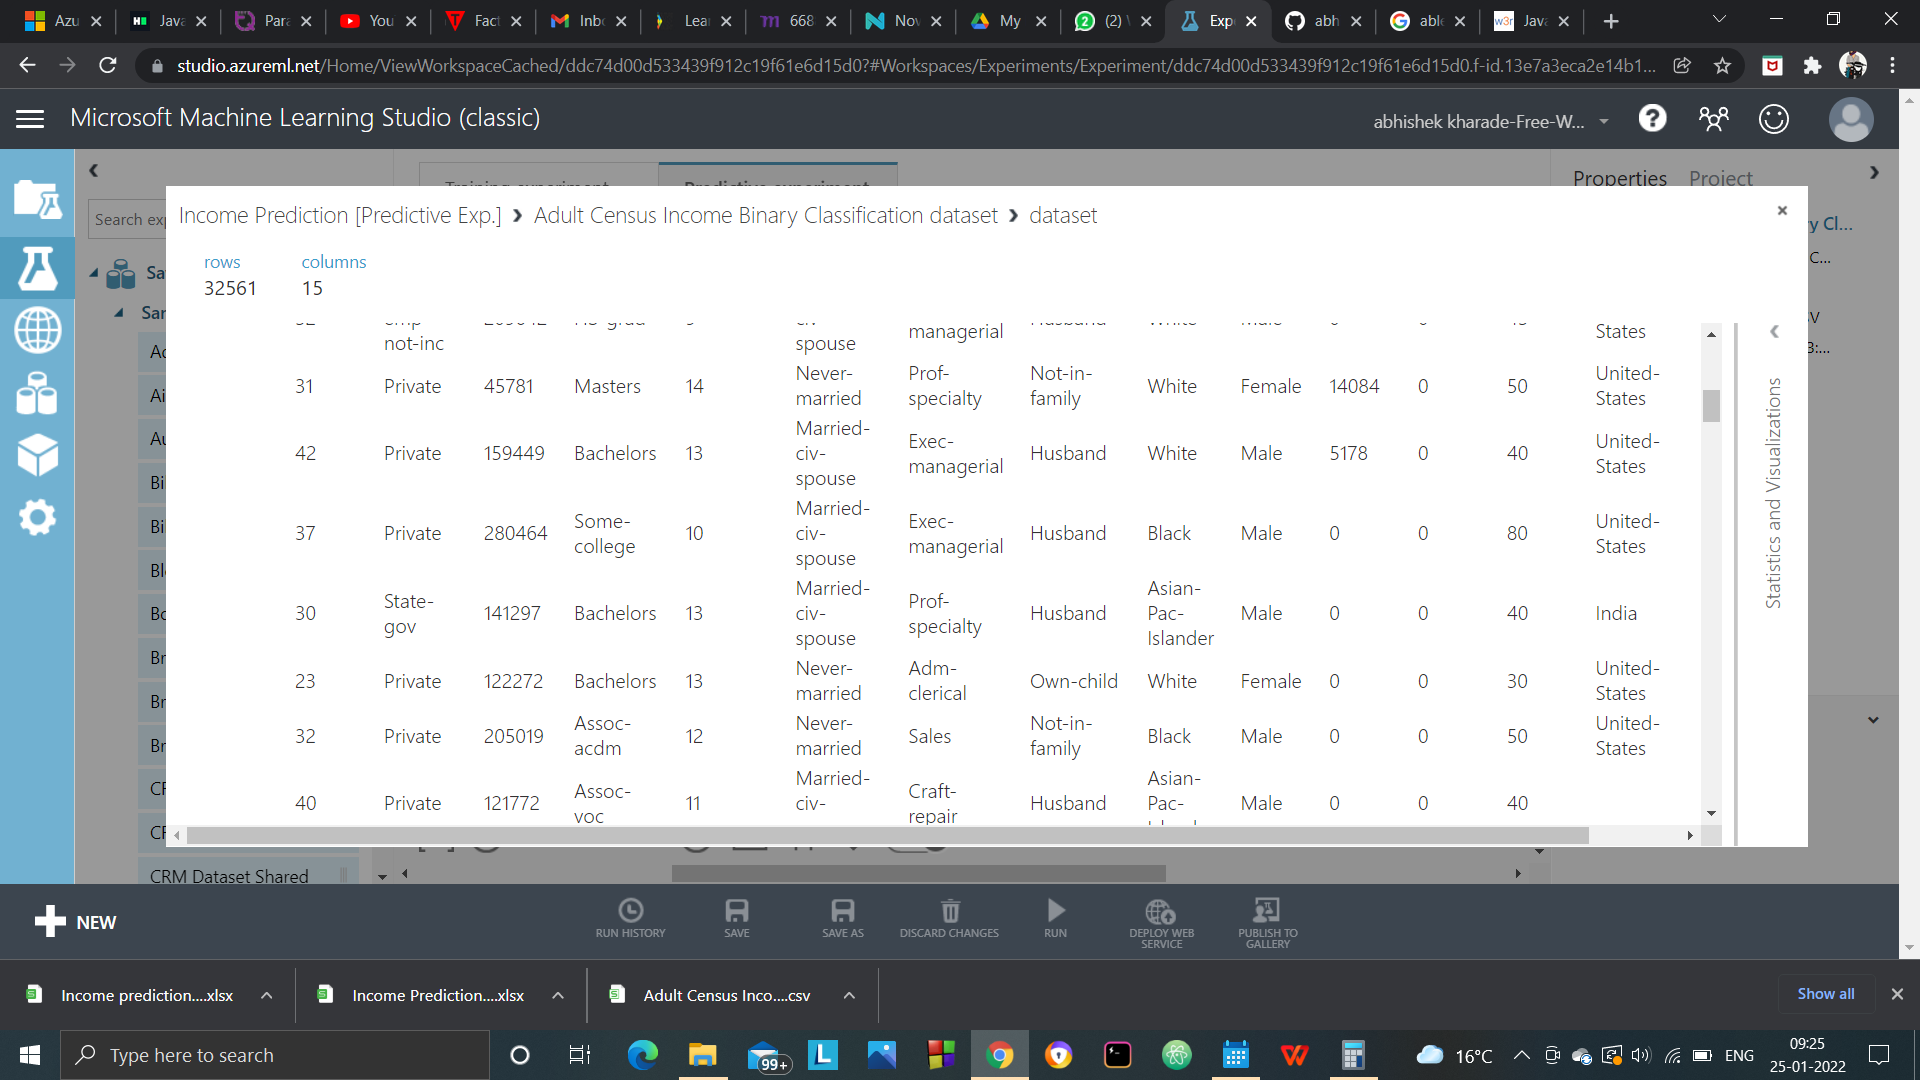 Azu
Java
Para
You
Fact
Inb
Lear
668
Nov
My
(2)
Exp
abh
able
Java
studio.azureml.net/Home/ViewWorkspaceCached/ddc74d00d533439f912c19f61e6d15d0?#Workspaces/Experiments/Experiment/ddc74d00d533439f912c19f61e6d15d0.f-id.13e7a3eca2e14b1...
Microsoft Machine Learning Studio (classic)
abhishek kharade-Free-W...
Training experiment
Predictive experiment
Properties
Project
Search exp
Income Prediction [Predictive Exp.] › Adult Census Income Binary Classification dataset › dataset
rows columns
32561 15
not-inc spouse managerial States
31 Private 45781 Masters 14 Never-married Prof-specialty Not-in-family White Female 14084 0 50 United-States
42 Private 159449 Bachelors 13 Married-civ-spouse Exec-managerial Husband White Male 5178 0 40 United-States
37 Private 280464 Some-college 10 Married-civ-spouse Exec-managerial Husband Black Male 0 0 80 United-States
30 State-gov 141297 Bachelors 13 Married-civ-spouse Prof-specialty Husband Asian-Pac-Islander Male 0 0 40 India
23 Private 122272 Bachelors 13 Never-married Adm-clerical Own-child White Female 0 0 30 United-States
32 Private 205019 Assoc-acdm 12 Never-married Sales Not-in-family Black Male 0 0 50 United-States
40 Private 121772 Assoc-voc 11 Married-civ- Craft-repair Husband Asian-Pac- Male 0 0 40
Statistics and Visualizations
CRM Dataset Shared
NEW
RUN HISTORY
SAVE
SAVE AS
DISCARD CHANGES
RUN
DEPLOY WEB
SERVICE
PUBLISH TO
GALLERY
Income prediction....xlsx
Income Prediction....xlsx
Adult Census Inco....csv
Show all
Type here to search
99+
16°C
ENG
09:25
25-01-2022